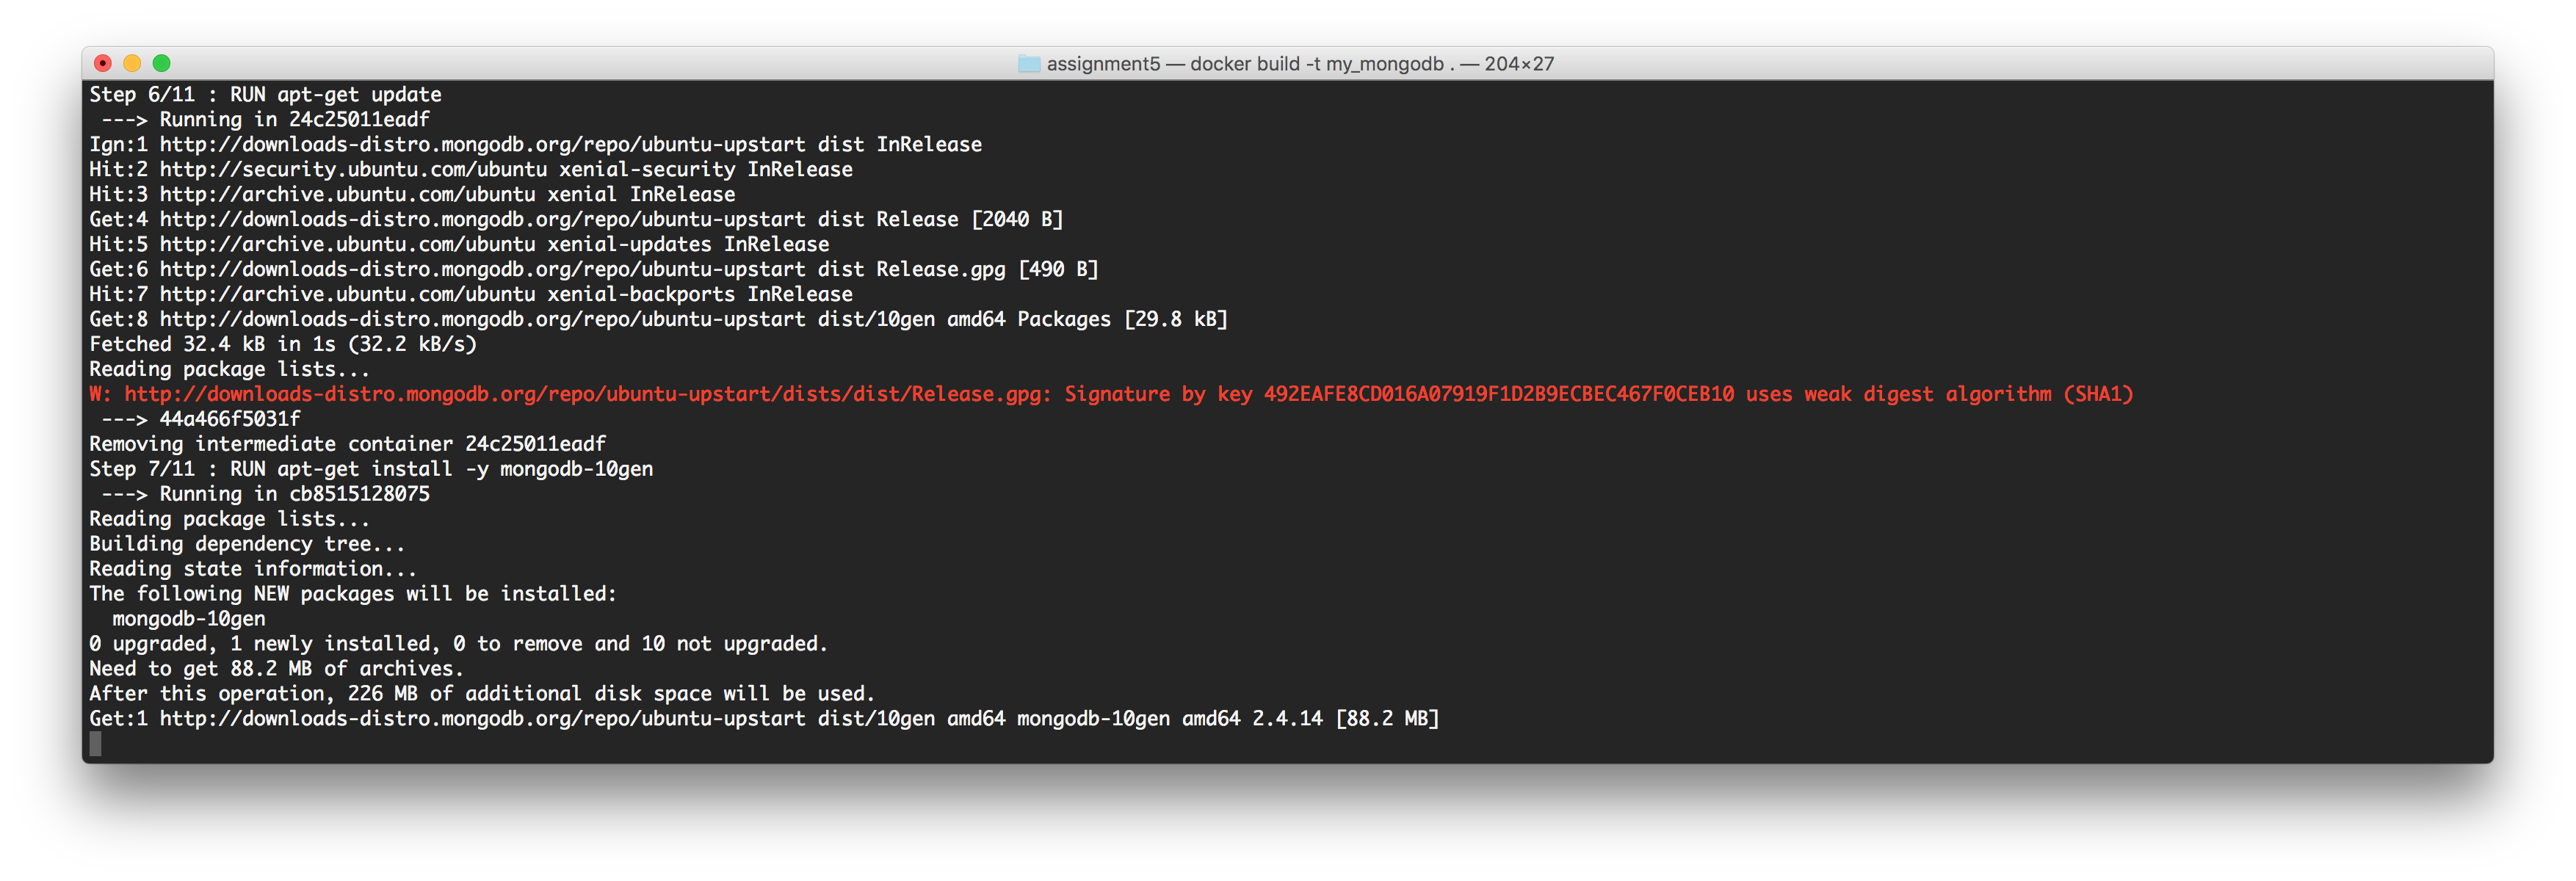 assignment5 — docker build -t my_mongodb . — 204×27
Step 6/11 : RUN apt-get update
 ---> Running in 24c25011eadf
Ign:1 http://downloads-distro.mongodb.org/repo/ubuntu-upstart dist InRelease
Hit:2 http://security.ubuntu.com/ubuntu xenial-security InRelease
Hit:3 http://archive.ubuntu.com/ubuntu xenial InRelease
Get:4 http://downloads-distro.mongodb.org/repo/ubuntu-upstart dist Release [2040 B]
Hit:5 http://archive.ubuntu.com/ubuntu xenial-updates InRelease
Get:6 http://downloads-distro.mongodb.org/repo/ubuntu-upstart dist Release.gpg [490 B]
Hit:7 http://archive.ubuntu.com/ubuntu xenial-backports InRelease
Get:8 http://downloads-distro.mongodb.org/repo/ubuntu-upstart dist/10gen amd64 Packages [29.8 kB]
Fetched 32.4 kB in 1s (32.2 kB/s)
Reading package lists...
W: http://downloads-distro.mongodb.org/repo/ubuntu-upstart/dists/dist/Release.gpg: Signature by key 492EAFE8CD016A07919F1D2B9ECBEC467F0CEB10 uses weak digest algorithm (SHA1)
 ---> 44a466f5031f
Removing intermediate container 24c25011eadf
Step 7/11 : RUN apt-get install -y mongodb-10gen
 ---> Running in cb8515128075
Reading package lists...
Building dependency tree...
Reading state information...
The following NEW packages will be installed:
  mongodb-10gen
0 upgraded, 1 newly installed, 0 to remove and 10 not upgraded.
Need to get 88.2 MB of archives.
After this operation, 226 MB of additional disk space will be used.
Get:1 http://downloads-distro.mongodb.org/repo/ubuntu-upstart dist/10gen amd64 mongodb-10gen amd64 2.4.14 [88.2 MB]